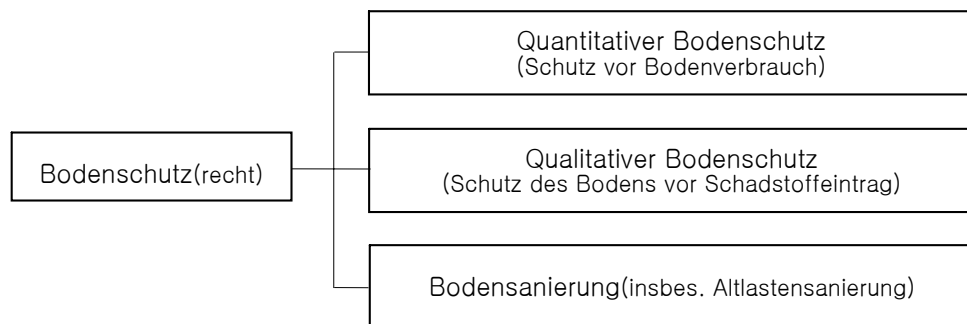 Quantitativer Bodenschutz
(Schutz vor Bodenverbrauch)
Bodenschutz(recht)
Qualitativer Bodenschutz
(Schutz des Bodens vor Schadstoffeintrag)
Bodensanierung(insbes. Altlastensanierung)